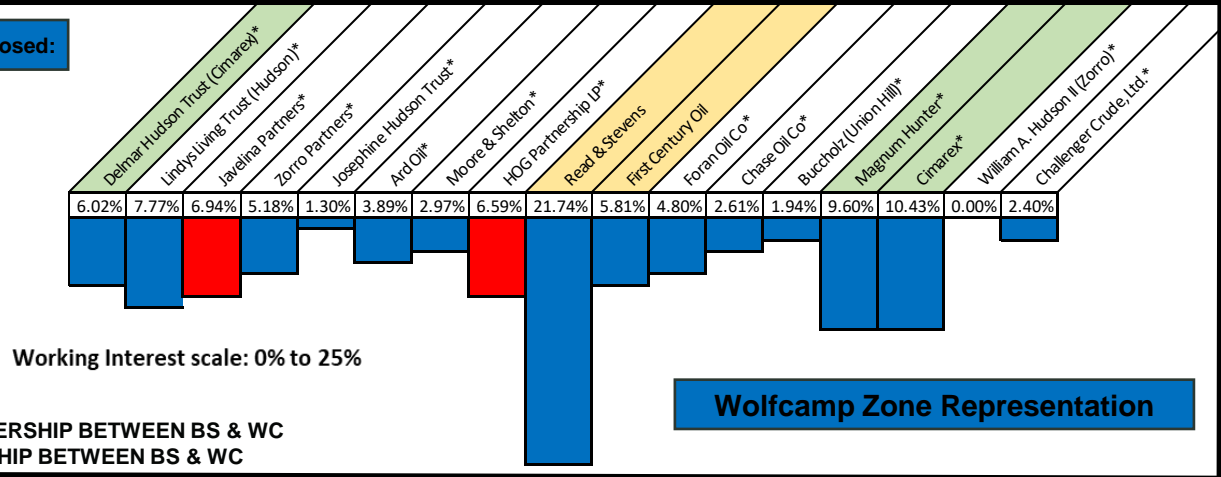 osed:
Delmar Hudson Trust (Cimarex)*
Lindys Living Trust (Hudson)*
Javelina Partners*
Zorro Partners*
Josephine Hudson Trust*
Ard Oil*
Moore & Shelton*
HOG Partnership LP*
Read & Stevens
First Century Oil
Foran Oil Co*
Chase Oil Co*
Buccholz (Union Hill)*
Magnum Hunter*
Cimarex*
William A. Hudson II (Zorro)*
Challenger Crude, Ltd.*
6.02% 7.77% 6.94% 5.18% 1.30% 3.89% 2.97% 6.59% 21.74% 5.81% 4.80% 2.61% 1.94% 9.60% 10.43% 0.00% 2.40%
Working Interest scale: 0% to 25%
Wolfcamp Zone Representation
ERSHIP BETWEEN BS & WC
HIP BETWEEN BS & WC